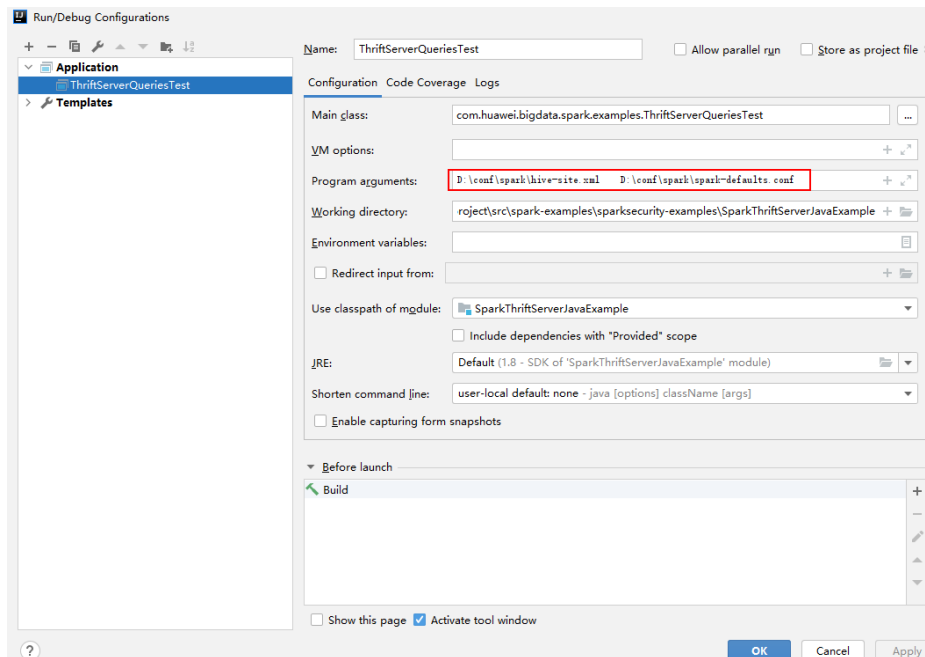 Run/Debug Configurations
Name: ThriftServerQueriesTest Allow parallel run Store as project file
Application
ThriftServerQueriesTest
Templates
Configuration Code Coverage Logs
Main class: com.huawei.bigdata.spark.examples.ThriftServerQueriesTest ...
VM options:
Program arguments: D:\conf\spark\hive-site.xml D:\conf\spark\spark-defaults.conf
Working directory: roject\src\spark-examples\sparksecurity-examples\SparkThriftServerJavaExample
Environment variables:
Redirect input from:
Use classpath of module: SparkThriftServerJavaExample
Include dependencies with "Provided" scope
JRE: Default (1.8 - SDK of 'SparkThriftServerJavaExample' module)
Shorten command line: user-local default: none - java [options] className [args]
Enable capturing form snapshots
Before launch
Build
Show this page Activate tool window
? OK Cancel Apply